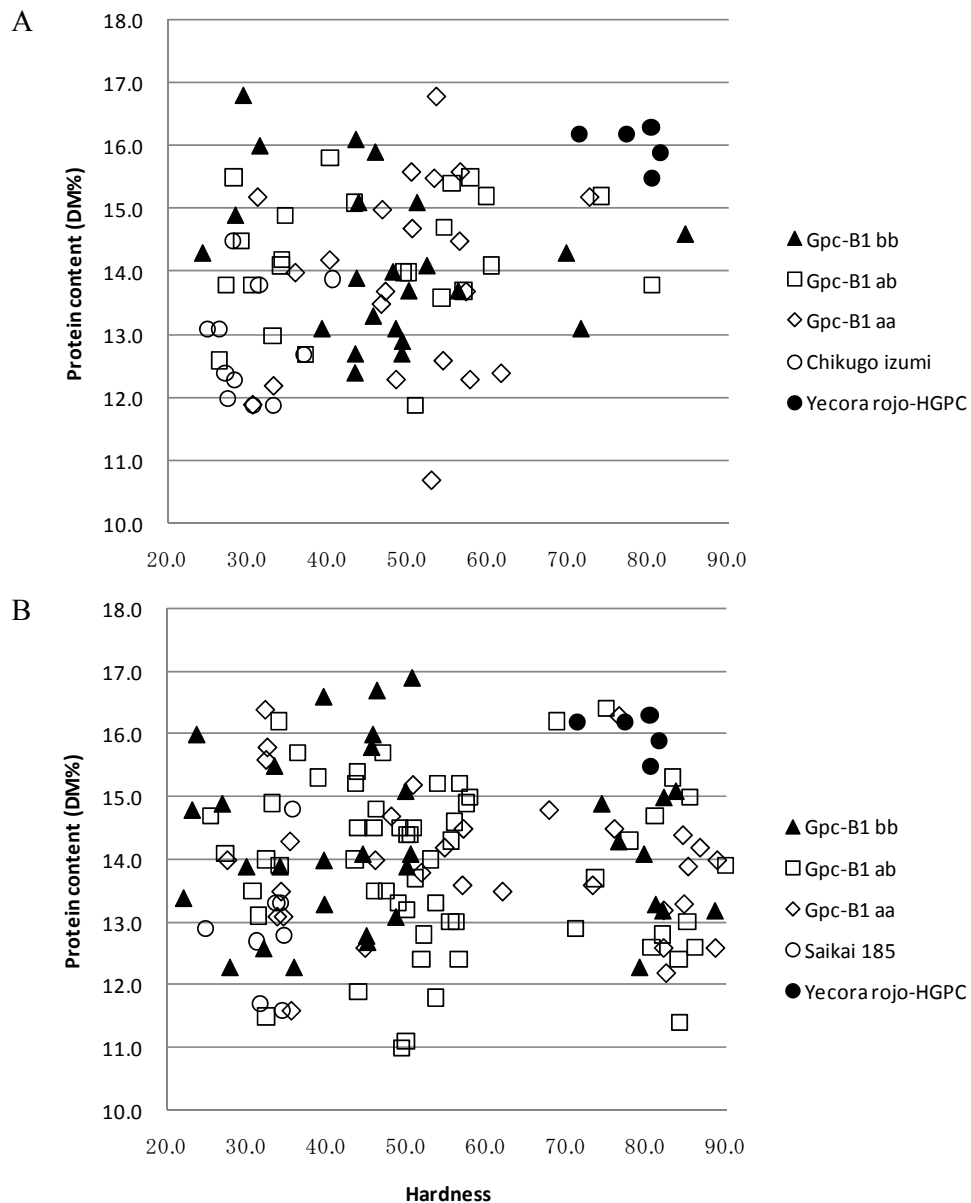 A
18.0
17.0
16.0
15.0
14.0
13.0
12.0
11.0
10.0
Protein content (DM%)
20.0 30.0 40.0 50.0 60.0 70.0 80.0 90.0
Gpc-B1 bb
Gpc-B1 ab
Gpc-B1 aa
Chikugo izumi
Yecora rojo-HGPC
B
18.0
17.0
16.0
15.0
14.0
13.0
12.0
11.0
10.0
Protein content (DM%)
20.0 30.0 40.0 50.0 60.0 70.0 80.0 90.0
Hardness
Gpc-B1 bb
Gpc-B1 ab
Gpc-B1 aa
Saikai 185
Yecora rojo-HGPC